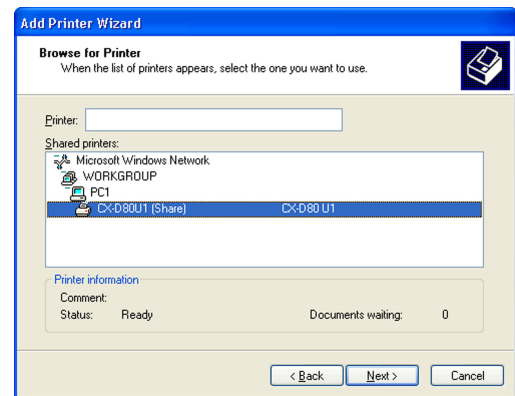 Add Printer Wizard
Browse for Printer
When the list of printers appears, select the one you want to use.
Printer:
Shared printers:
Microsoft Windows Network
WORKGROUP
PC1
CX-D80U1 (Share) CX-D80 U1
Printer information
Comment:
Status: Ready Documents waiting: 0
< Back Next > Cancel